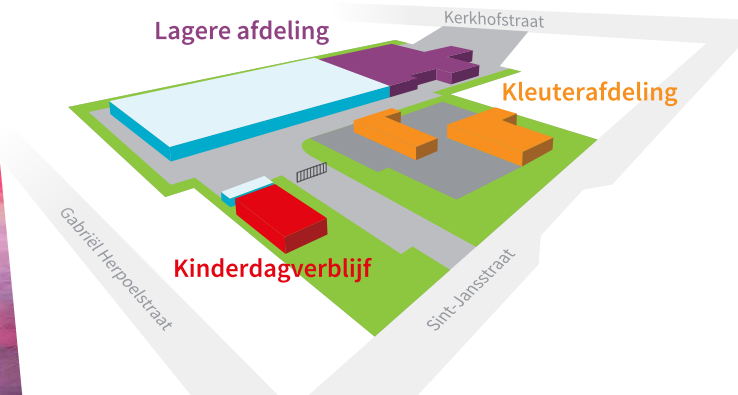 Kerkhofstraat
Lagere afdeling
Kleuterafdeling
Gabriël Herpoelstraat
Kinderdagverblijf
Sint-Jansstraat